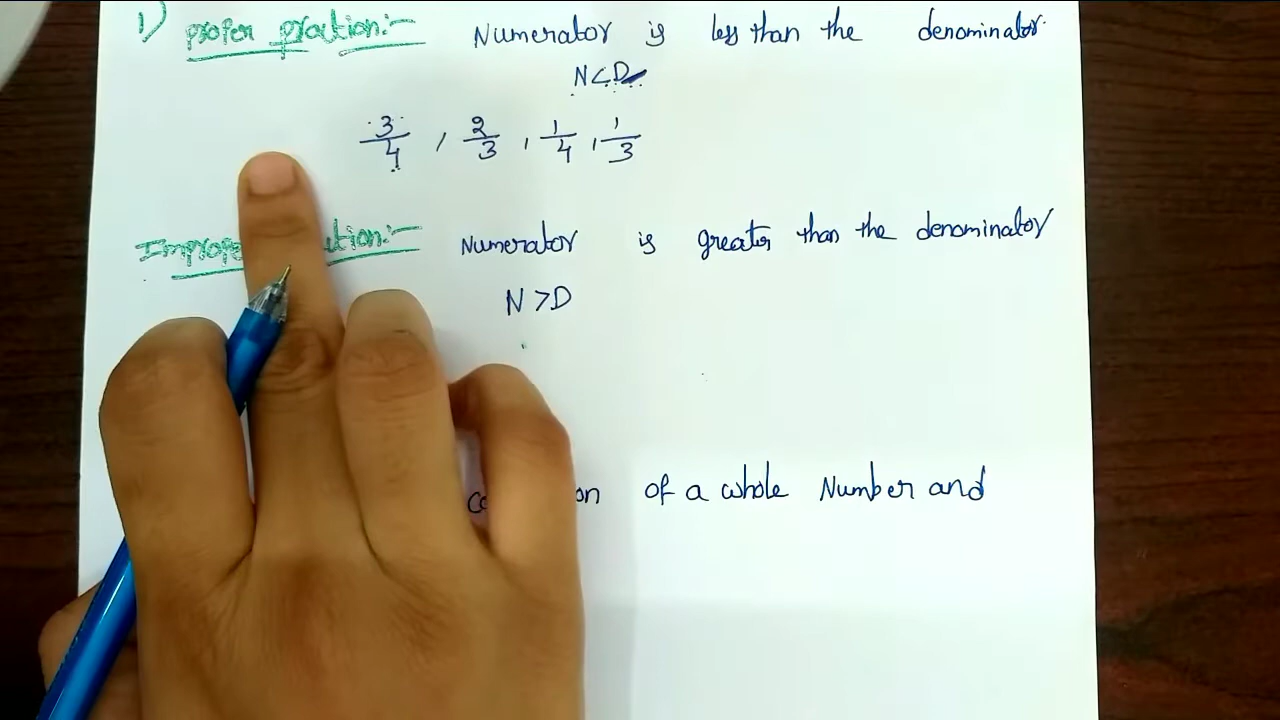 1) proper fraction:- Numerator is less than the denominator.
N<D
3/4, 2/3, 1/4, 1/3
Numerator is greater than the denominator
N >D
of a whole Number and